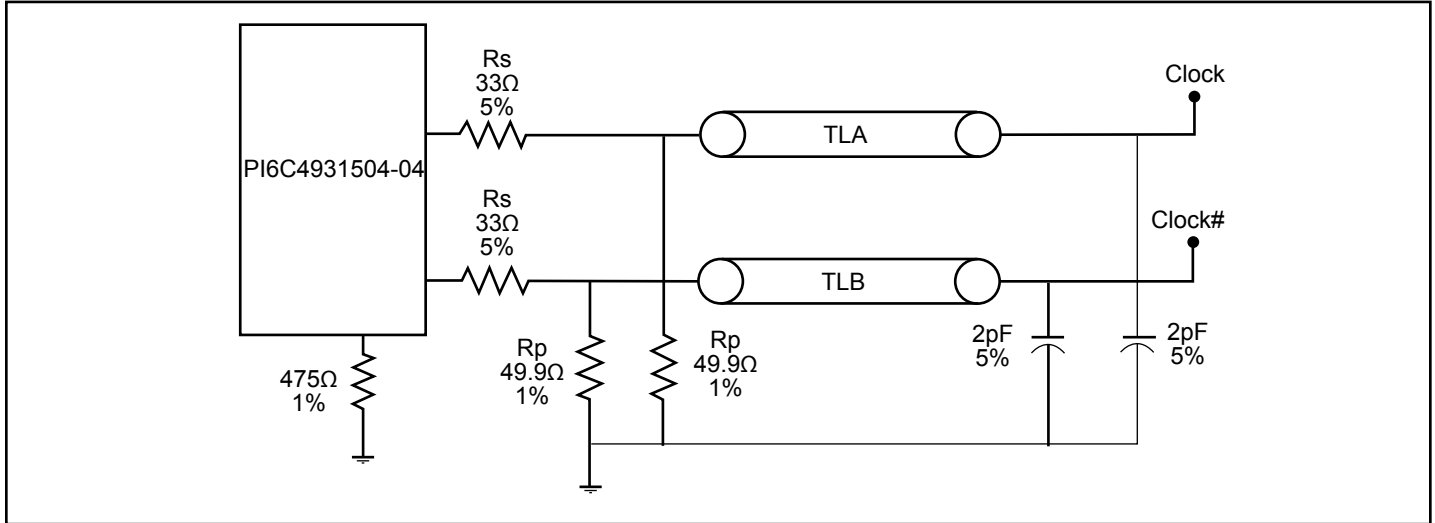 Rs
33Ω
5%
Clock
TLA
PI6C4931504-04
Rs
33Ω
5%
Clock#
TLB
475Ω
1%
Rp
49.9Ω
1%
Rp
49.9Ω
1%
2pF
5%
2pF
5%